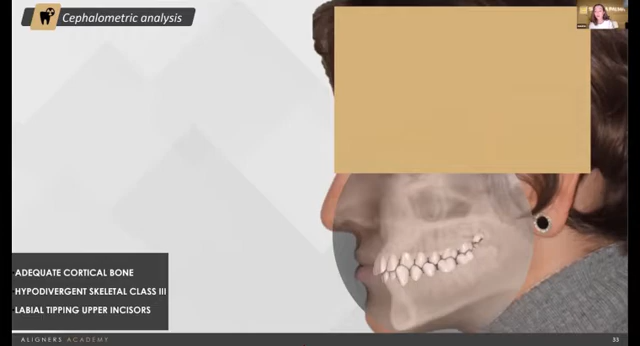 Cephalometric analysis
ADEQUATE CORTICAL BONE
HYPODIVERGENT SKELETAL CLASS III
LABIAL TIPPING UPPER INCISORS
ALIGNERS ACADEMY
33